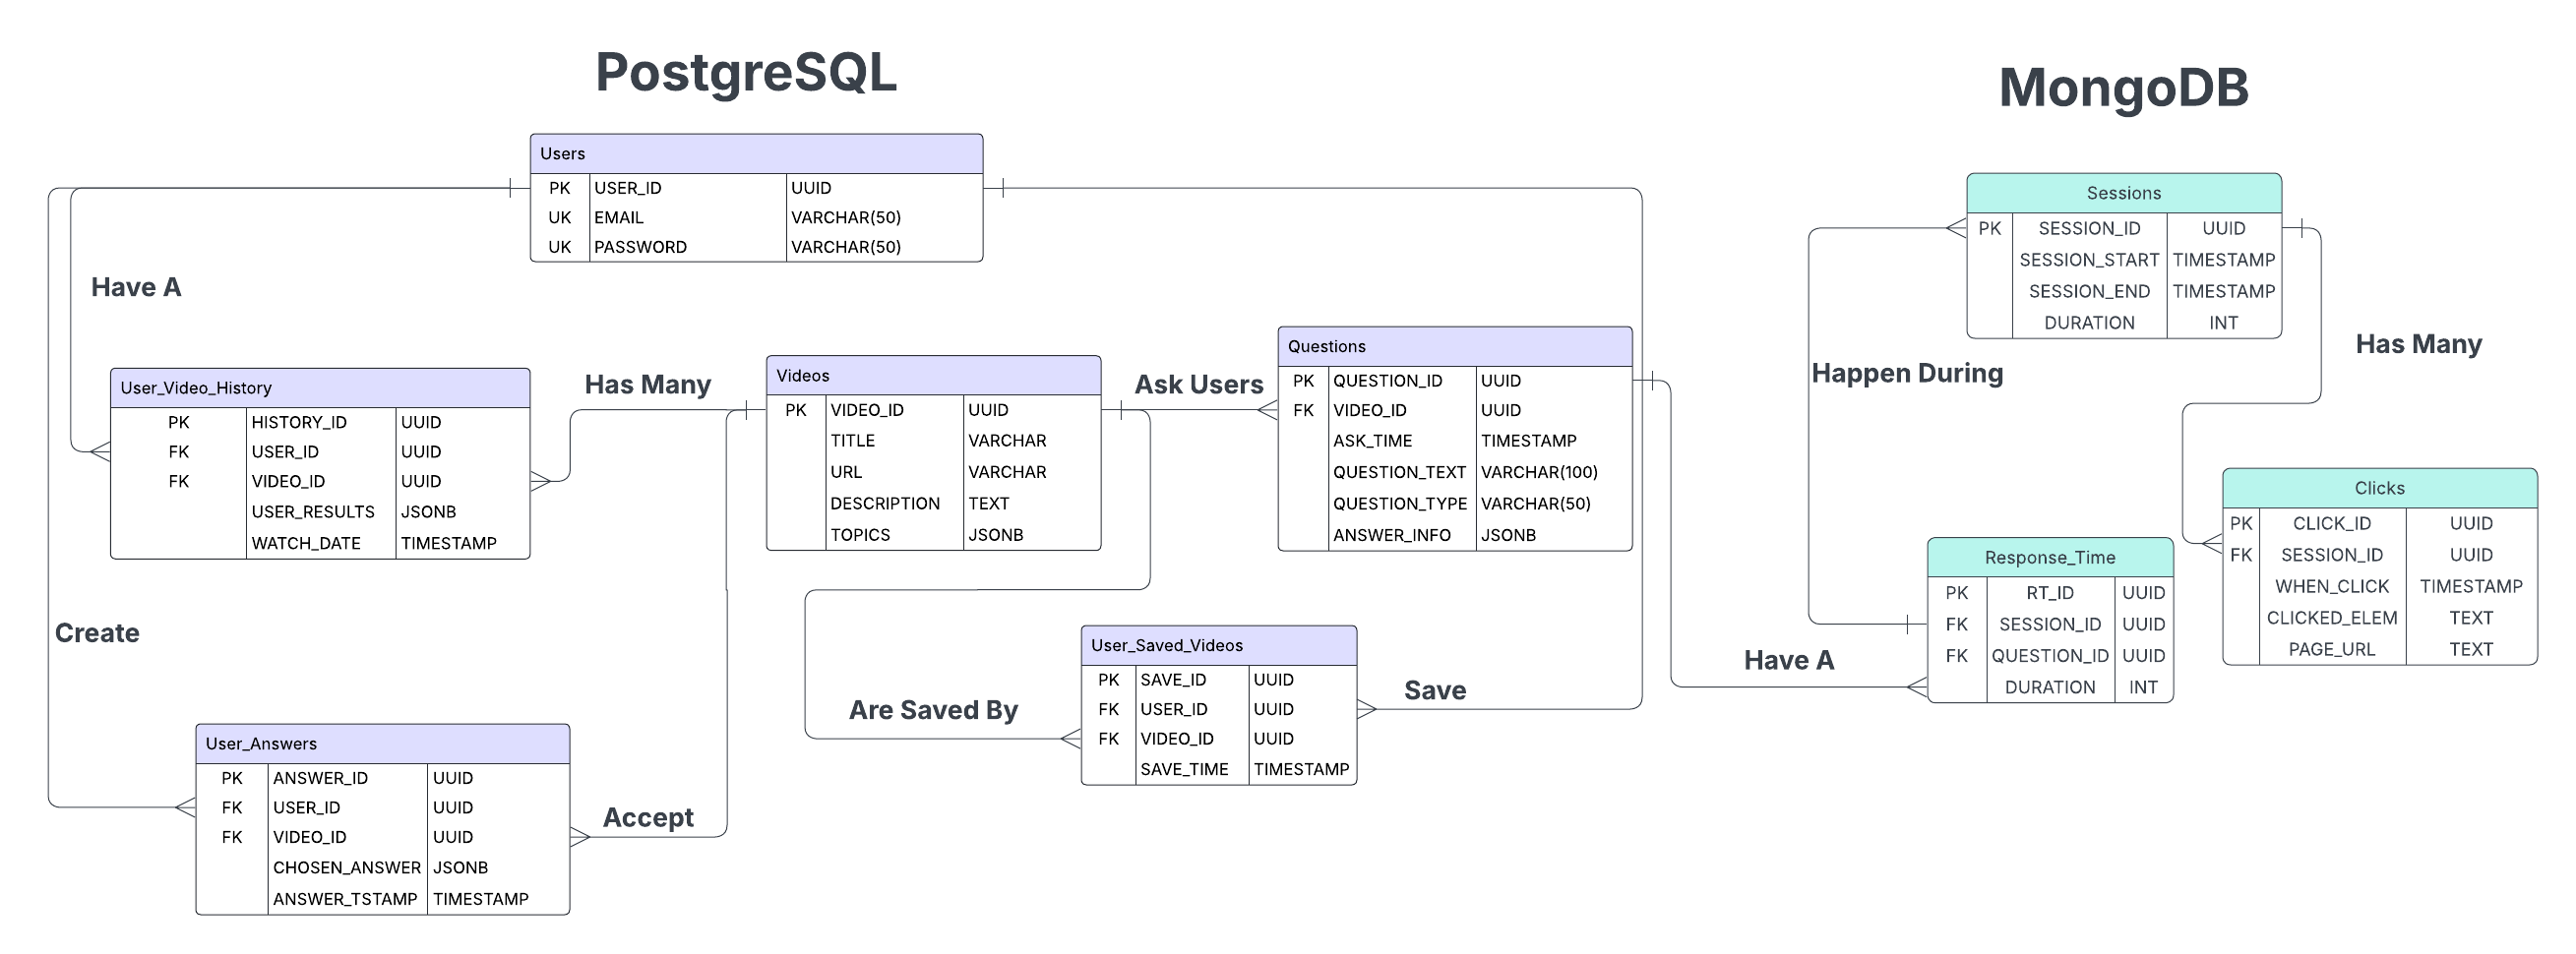 PostgreSQL
MongoDB
Users
PK USER_ID UUID
UK EMAIL VARCHAR(50)
UK PASSWORD VARCHAR(50)
Have A
User_Video_History
PK HISTORY_ID UUID
FK USER_ID UUID
FK VIDEO_ID UUID
USER_RESULTS JSONB
WATCH_DATE TIMESTAMP
Has Many
Videos
PK VIDEO_ID UUID
TITLE VARCHAR
URL VARCHAR
DESCRIPTION TEXT
TOPICS JSONB
Ask Users
Questions
PK QUESTION_ID UUID
FK VIDEO_ID UUID
ASK_TIME TIMESTAMP
QUESTION_TEXT VARCHAR(100)
QUESTION_TYPE VARCHAR(50)
ANSWER_INFO JSONB
Create
User_Answers
PK ANSWER_ID UUID
FK USER_ID UUID
FK VIDEO_ID UUID
CHOSEN_ANSWER JSONB
ANSWER_TSTAMP TIMESTAMP
Accept
Are Saved By
User_Saved_Videos
PK SAVE_ID UUID
FK USER_ID UUID
FK VIDEO_ID UUID
SAVE_TIME TIMESTAMP
Save
Have A
Sessions
PK SESSION_ID UUID
SESSION_START TIMESTAMP
SESSION_END TIMESTAMP
DURATION INT
Happen During
Has Many
Response_Time
PK RT_ID UUID
FK SESSION_ID UUID
FK QUESTION_ID UUID
DURATION INT
Clicks
PK CLICK_ID UUID
FK SESSION_ID UUID
WHEN_CLICK TIMESTAMP
CLICKED_ELEM TEXT
PAGE_URL TEXT